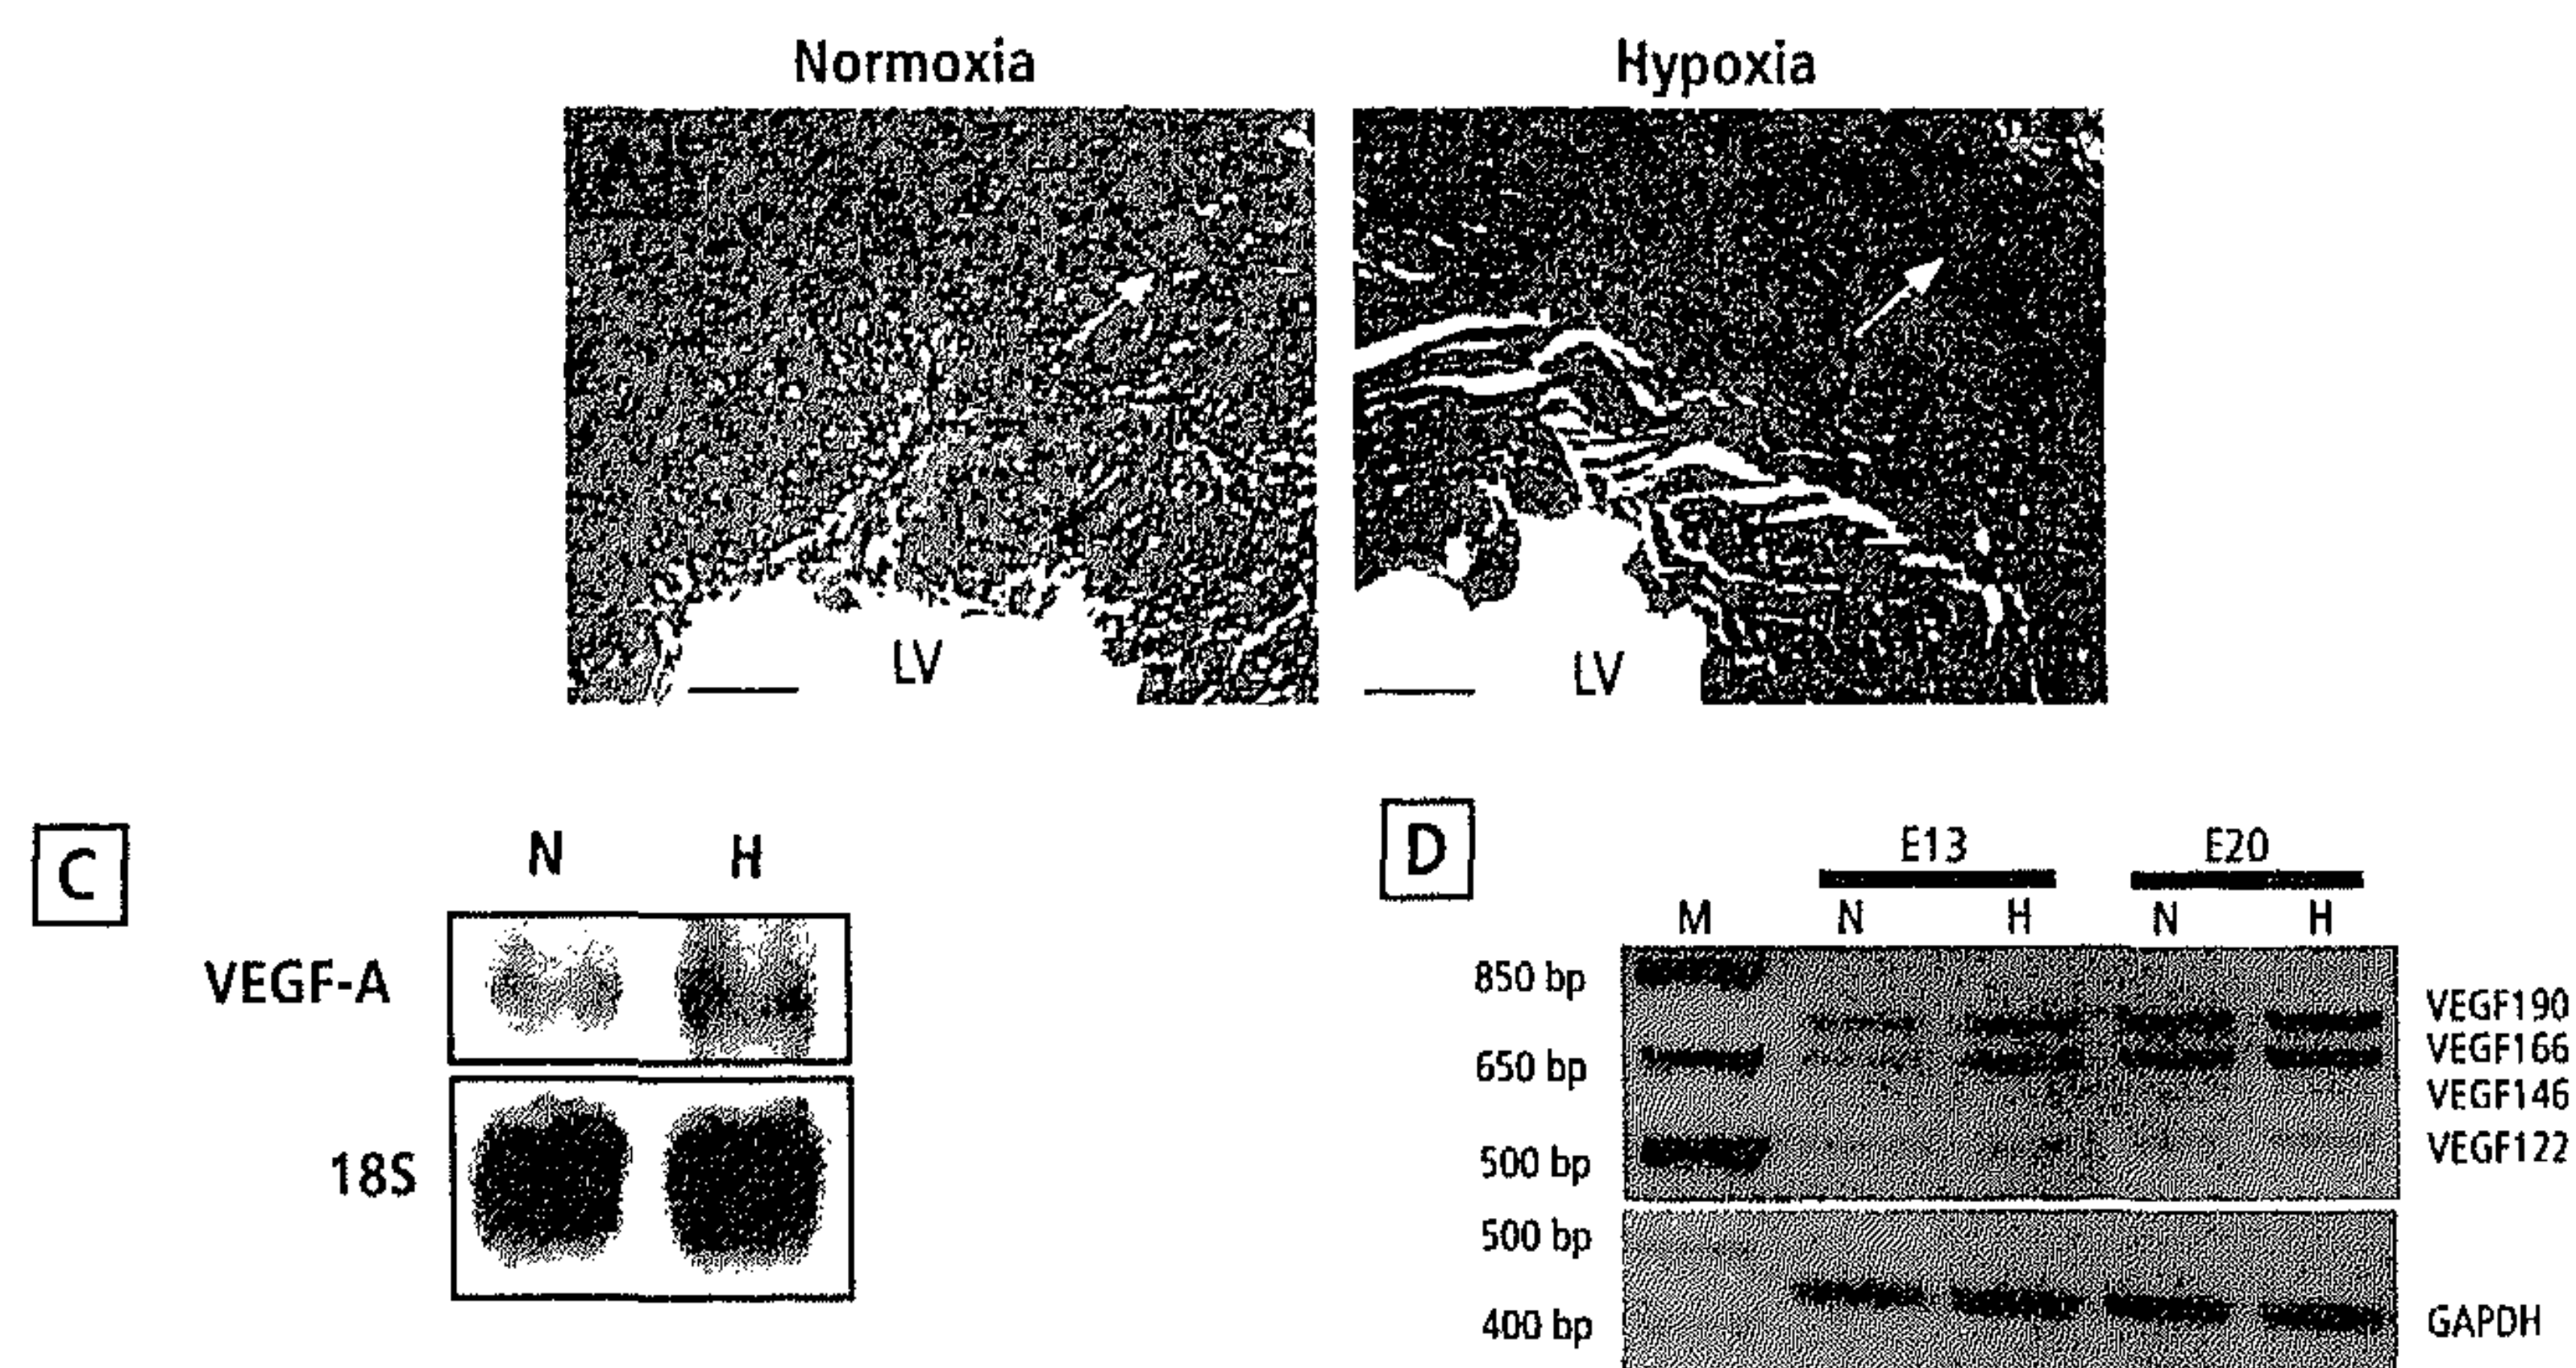 Normoxia Hypoxia
LV LV
C
N H
VEGF-A
18S
D
E13 E20
M N H N H
850 bp
650 bp
500 bp
VEGF190
VEGF166
VEGF146
VEGF122
500 bp
400 bp
GAPDH